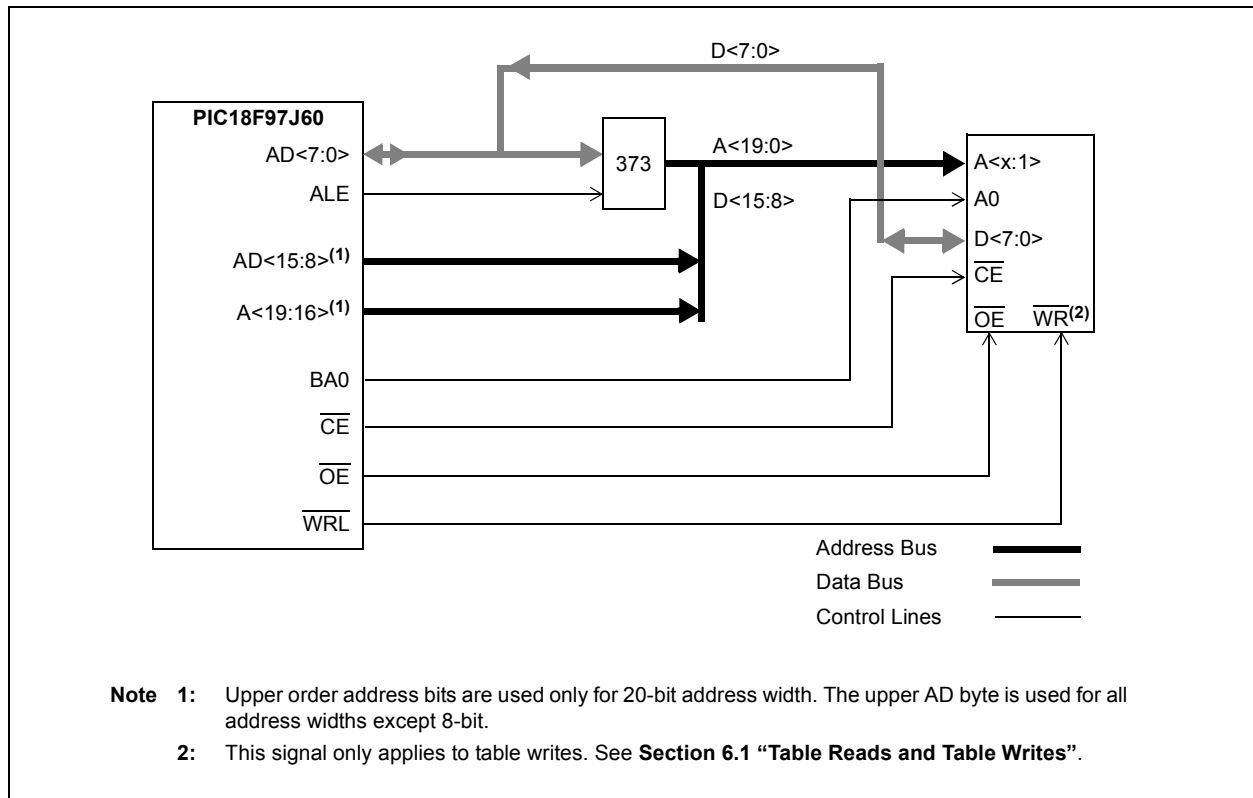 D<7:0>
PIC18F97J60
AD<7:0>
373
A<19:0>
A<x:1>
ALE
D<15:8>
A0
AD<15:8>(1)
D<7:0>
A<19:16>(1)
CE
OE WR(2)
BA0
CE
OE
WRL
Address Bus
Data Bus
Control Lines
Note 1: Upper order address bits are used only for 20-bit address width. The upper AD byte is used for all
address widths except 8-bit.
2: This signal only applies to table writes. See Section 6.1 “Table Reads and Table Writes”.